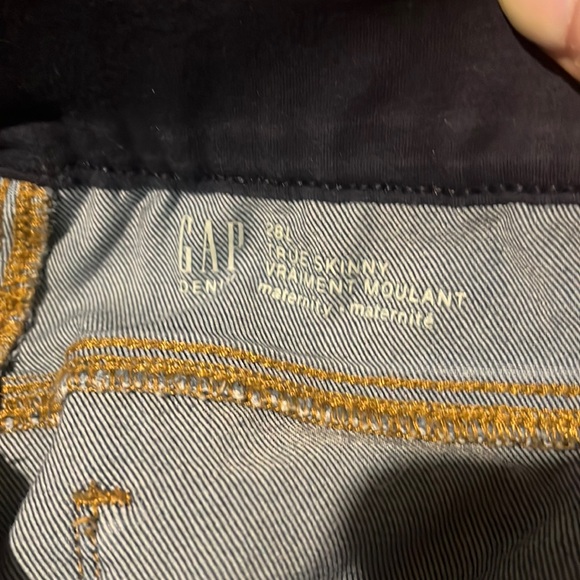 GAP
DENIM
28L
TRUE SKINNY
VRAIMENT MOULANT
maternity • maternité